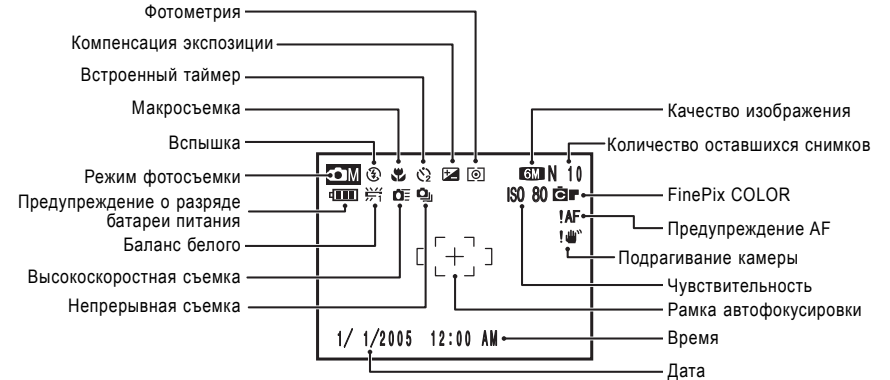 Фотометрия
Компенсация экспозиции
Встроенный таймер
Макросъемка
Вспышка
Режим фотосъемки
Предупреждение о разряде
батареи питания
Баланс белого
Высокоскоростная съемка
Непрерывная съемка
M
2
6M N 10
ISO 80 C
!AF
!
1/ 1/2005 12:00 AM
Качество изображения
Количество оставшихся снимков
FinePix COLOR
Предупреждение AF
Подрагивание камеры
Чувствительность
Рамка автофокусировки
Время
Дата